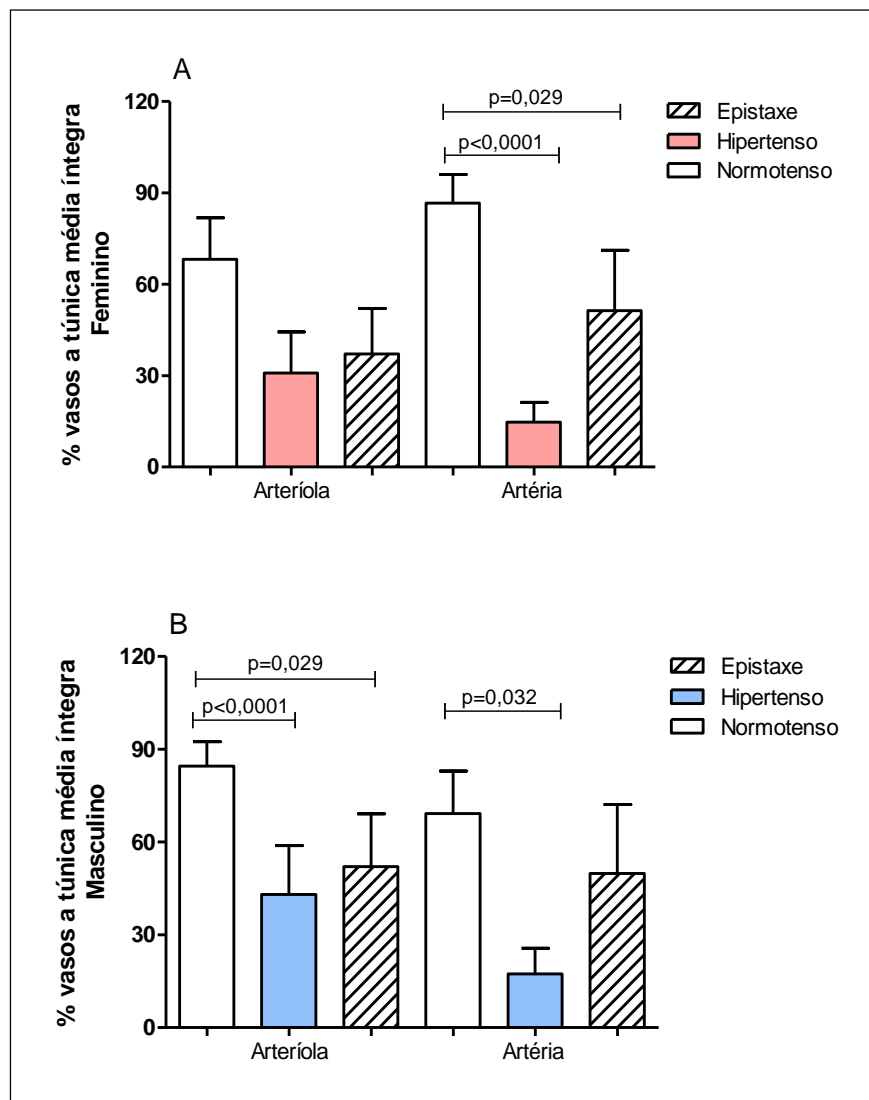 A
% vasos a túnica média íntegra
Feminino
120
90
60
30
0
p=0,029
p<0,0001
Epistaxe
Hipertenso
Normotenso
Arteríola
Artéria
B
% vasos a túnica média íntegra
Masculino
120
90
60
30
0
p=0,029
p<0,0001
p=0,032
Epistaxe
Hipertenso
Normotenso
Arteríola
Artéria